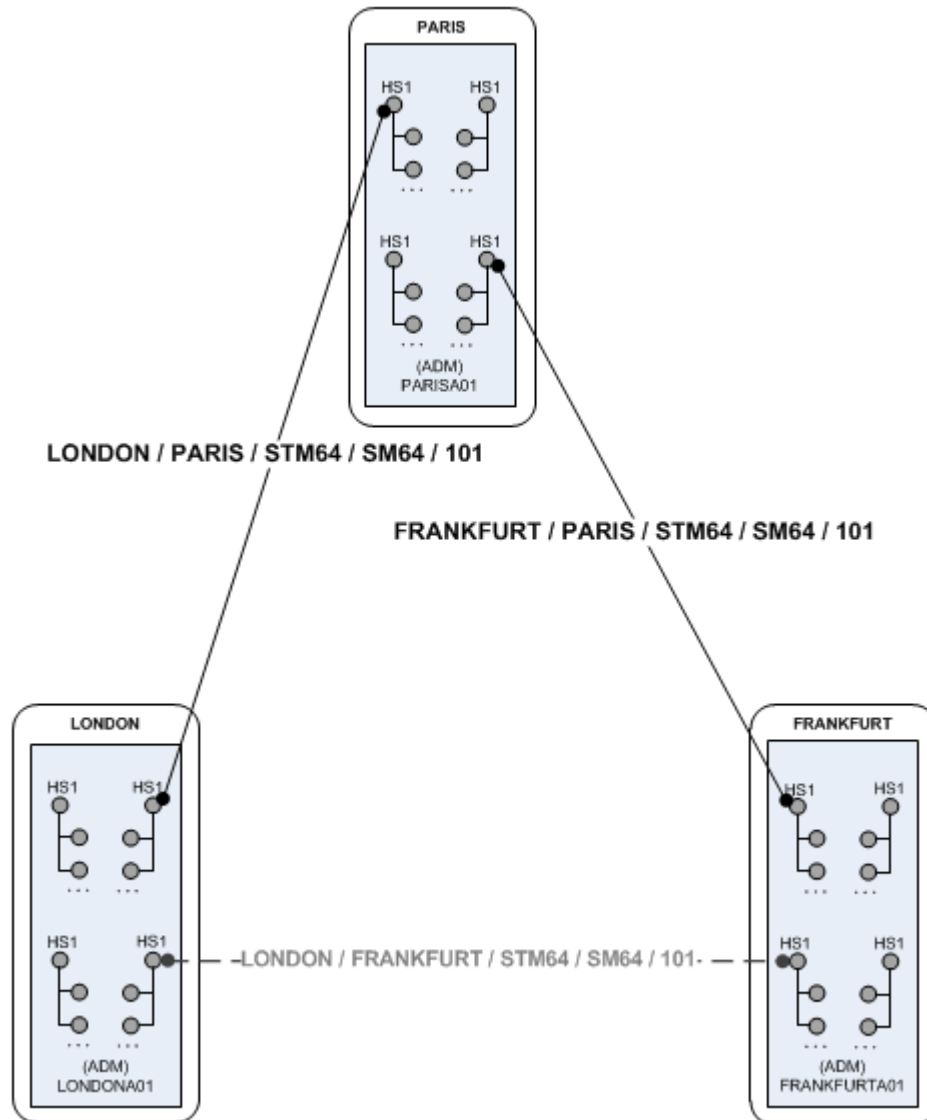 PARIS
HS1 HS1
... ...
HS1 HS1
... ...
(ADM)
PARISA01
LONDON / PARIS / STM64 / SM64 / 101
FRANKFURT / PARIS / STM64 / SM64 / 101
LONDON
HS1 HS1
... ...
HS1 HS1
... ...
(ADM)
LONDONA01
FRANKFURT
HS1 HS1
... ...
HS1 HS1
... ...
(ADM)
FRANKFURTA01
LONDON / FRANKFURT / STM64 / SM64 / 101